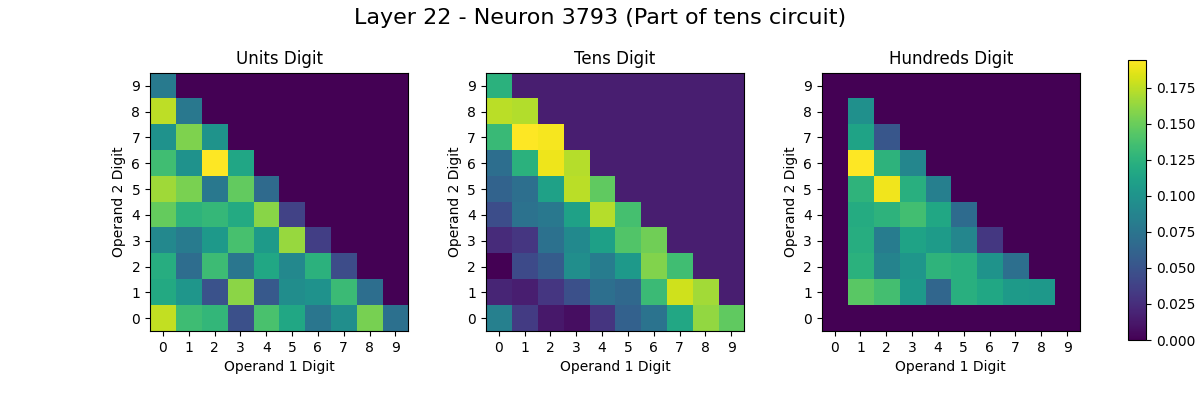 Layer 22 - Neuron 3793 (Part of tens circuit)
Units Digit
Operand 2 Digit
9
8
7
6
5
4
3
2
1
0
0 1 2 3 4 5 6 7 8 9
Operand 1 Digit
Tens Digit
Operand 2 Digit
9
8
7
6
5
4
3
2
1
0
0 1 2 3 4 5 6 7 8 9
Operand 1 Digit
Hundreds Digit
Operand 2 Digit
9
8
7
6
5
4
3
2
1
0
0 1 2 3 4 5 6 7 8 9
Operand 1 Digit
0.175
0.150
0.125
0.100
0.075
0.050
0.025
0.000